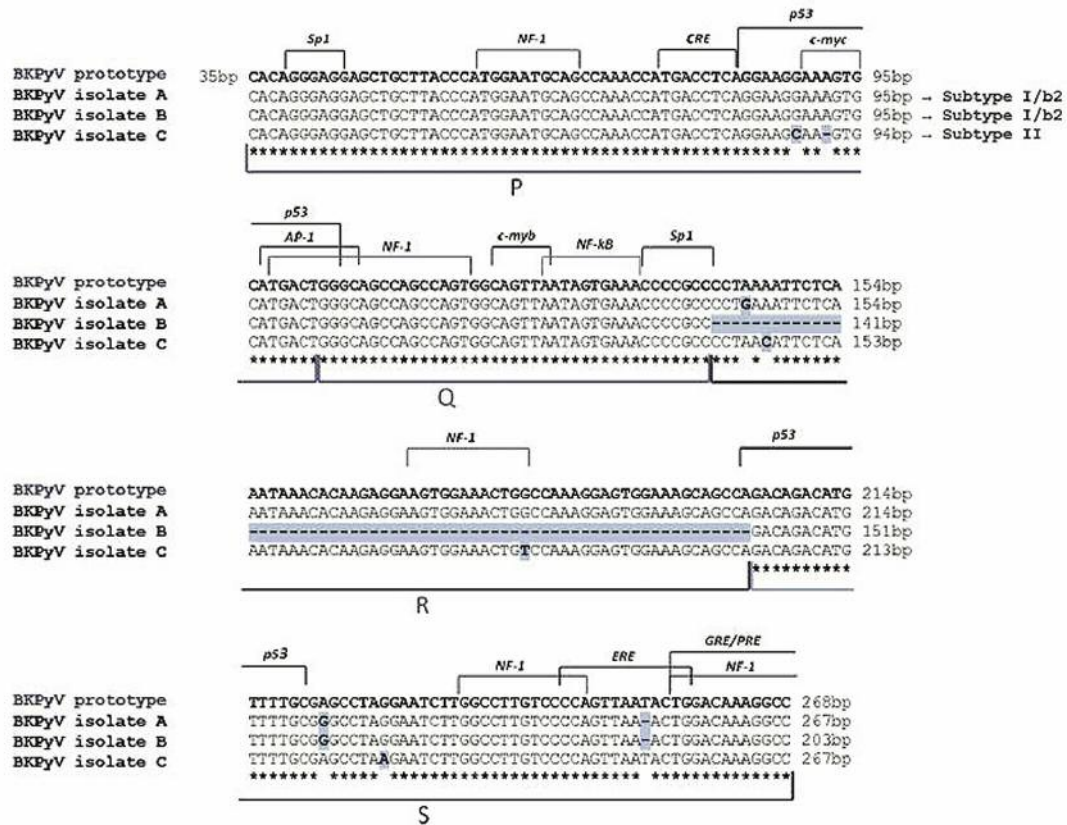 p53
Sp1 NF-1 CRE c-myc
BKPyV prototype 35bp CACAGGGAGGAGCTGCTTACCCATGGAATGCAGCCAAACCATGACCTCAGGAAGGAAAGTG 95bp
BKPyV isolate A CACAGGGAGGAGCTGCTTACCCATGGAATGCAGCCAAACCATGACCTCAGGAAGGAAAGTG 95bp → Subtype I/b2
BKPyV isolate B CACAGGGAGGAGCTGCTTACCCATGGAATGCAGCCAAACCATGACCTCAGGAAGGAAAGTG 95bp → Subtype I/b2
BKPyV isolate C CACAGGGAGGAGCTGCTTACCCATGGAATGCAGCCAAACCATGACCTCAGGAAGCAA-GTG 94bp → Subtype II
****************************************************** ** ***
P
p53
AP-1 NF-1 c-myb NF-kB Sp1
BKPyV prototype CATGACTGGGCAGCCAGCCAGTGGCAGTTAATAGTGAAACCCCGCCCCTAAAATTCTCA 154bp
BKPyV isolate A CATGACTGGGCAGCCAGCCAGTGGCAGTTAATAGTGAAACCCCGCCCCTGAAATTCTCA 154bp
BKPyV isolate B CATGACTGGGCAGCCAGCCAGTGGCAGTTAATAGTGAAACCCCGCC------------- 141bp
BKPyV isolate C CATGACTGGGCAGCCAGCCAGTGGCAGTTAATAGTGAAACCCCGCCCCTAACATTCTCA 153bp
************************************************* * *******
Q
NF-1 p53
BKPyV prototype AATAAACACAAGAGGAAGTGGAAACTGGCCAAAGGAGTGGAAAGCAGCCAGACAGACATG 214bp
BKPyV isolate A AATAAACACAAGAGGAAGTGGAAACTGGCCAAAGGAGTGGAAAGCAGCCAGACAGACATG 214bp
BKPyV isolate B --------------------------------------------------GACAGACATG 151bp
BKPyV isolate C AATAAACACAAGAGGAAGTGGAAACTGTCCAAAGGAGTGGAAAGCAGCCAGACAGACATG 213bp
**********
R
GRE/PRE
p53 NF-1 ERE NF-1
BKPyV prototype TTTTGCGAGCCTAGGAATCTTGGCCTTGTCCCCAGTTAATACTGGACAAAGGCC 268bp
BKPyV isolate A TTTTGCGGGCCTAGGAATCTTGGCCTTGTCCCCAGTTAA-ACTGGACAAAGGCC 267bp
BKPyV isolate B TTTTGCGGGCCTAGGAATCTTGGCCTTGTCCCCAGTTAA-ACTGGACAAAGGCC 203bp
BKPyV isolate C TTTTGCGAGCCTAAGAATCTTGGCCTTGTCCCCAGTTAATACTGGACAAAGGCC 267bp
******* ***** ************************* **************
S